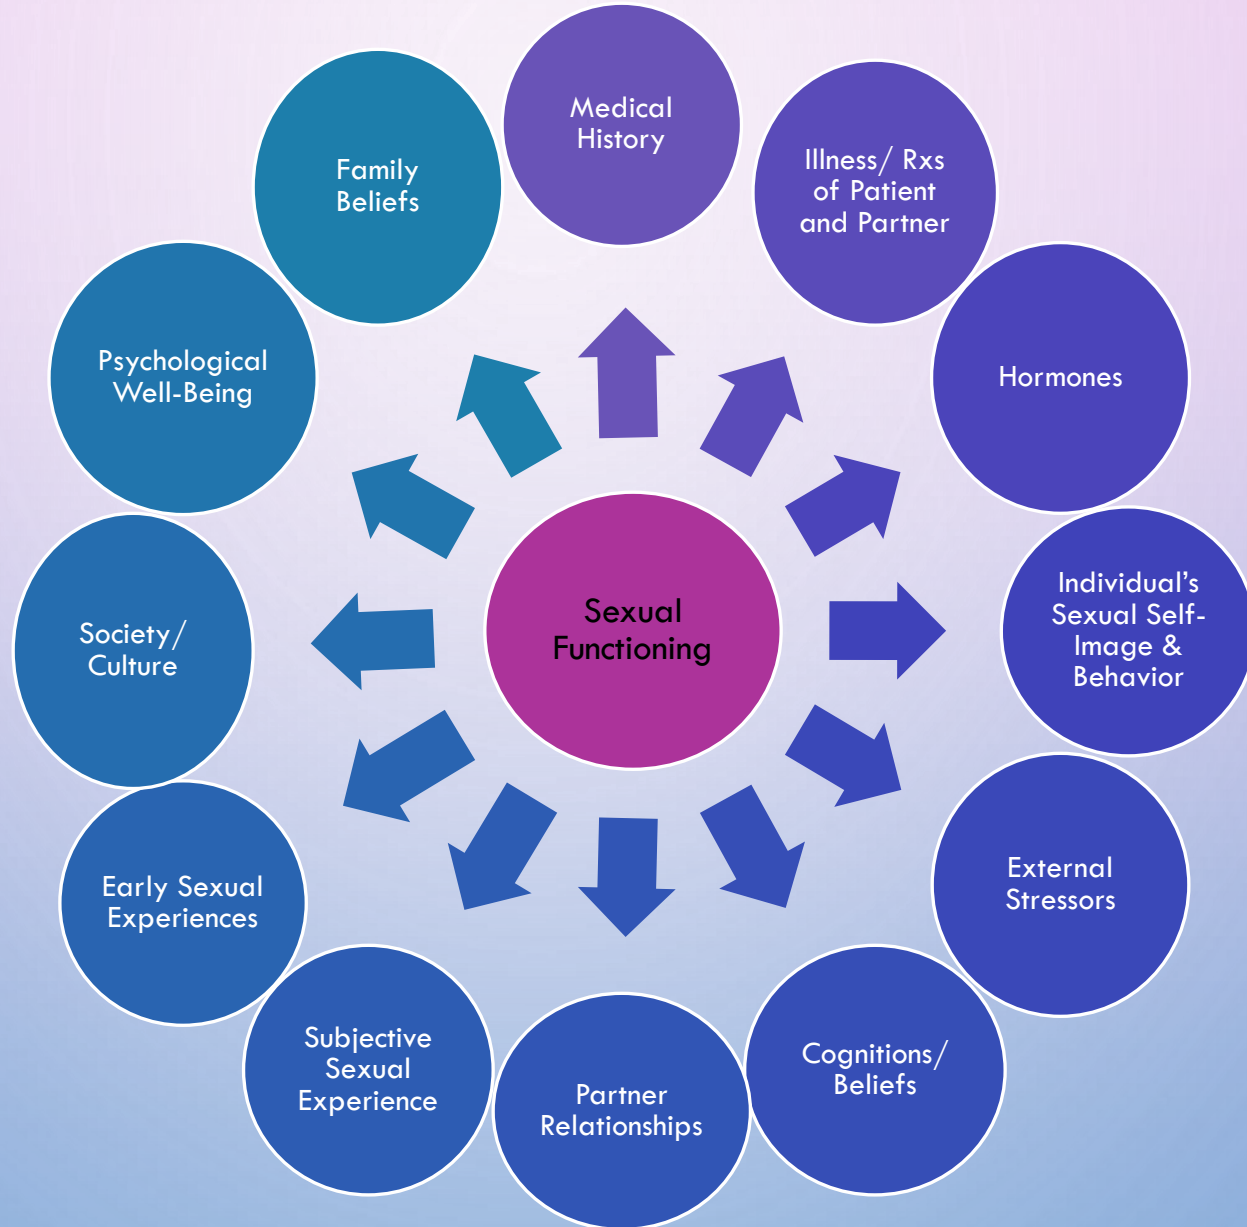 Medical
History
Illness/ Rxs
of Patient
and Partner
Hormones
Individual’s
Sexual Self-
Image &
Behavior
External
Stressors
Cognitions/
Beliefs
Partner
Relationships
Subjective
Sexual
Experience
Early Sexual
Experiences
Society/
Culture
Psychological
Well-Being
Family
Beliefs
Sexual
Functioning